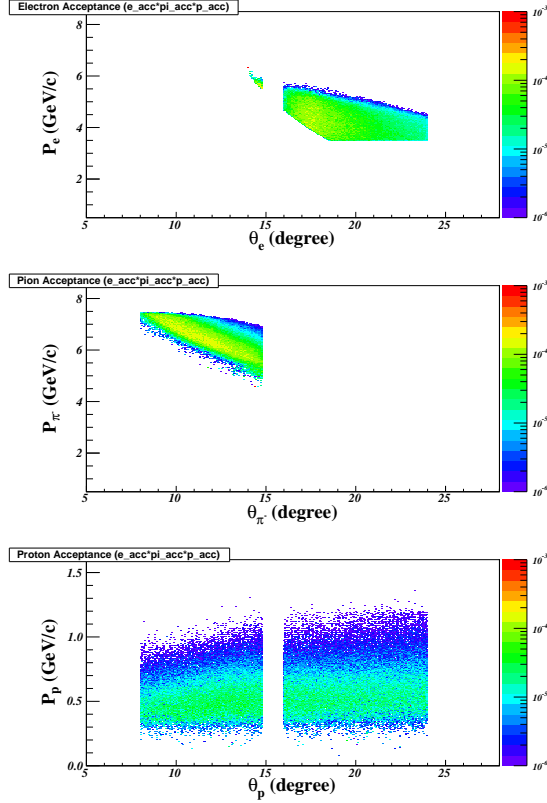 Electron Acceptance (e_acc*pi_acc*p_acc)
P_e (GeV/c)
8
6
4
2
5 10 15 20 25
θ_e (degree)
10^-3
10^-4
10^-5
10^-6
Pion Acceptance (e_acc*pi_acc*p_acc)
P_π^- (GeV/c)
8
6
4
2
5 10 15 20 25
θ_π^- (degree)
10^-3
10^-4
10^-5
10^-6
Proton Acceptance (e_acc*pi_acc*p_acc)
P_p (GeV/c)
1.5
1.0
0.5
0.0
5 10 15 20 25
θ_p (degree)
10^-3
10^-4
10^-5
10^-6